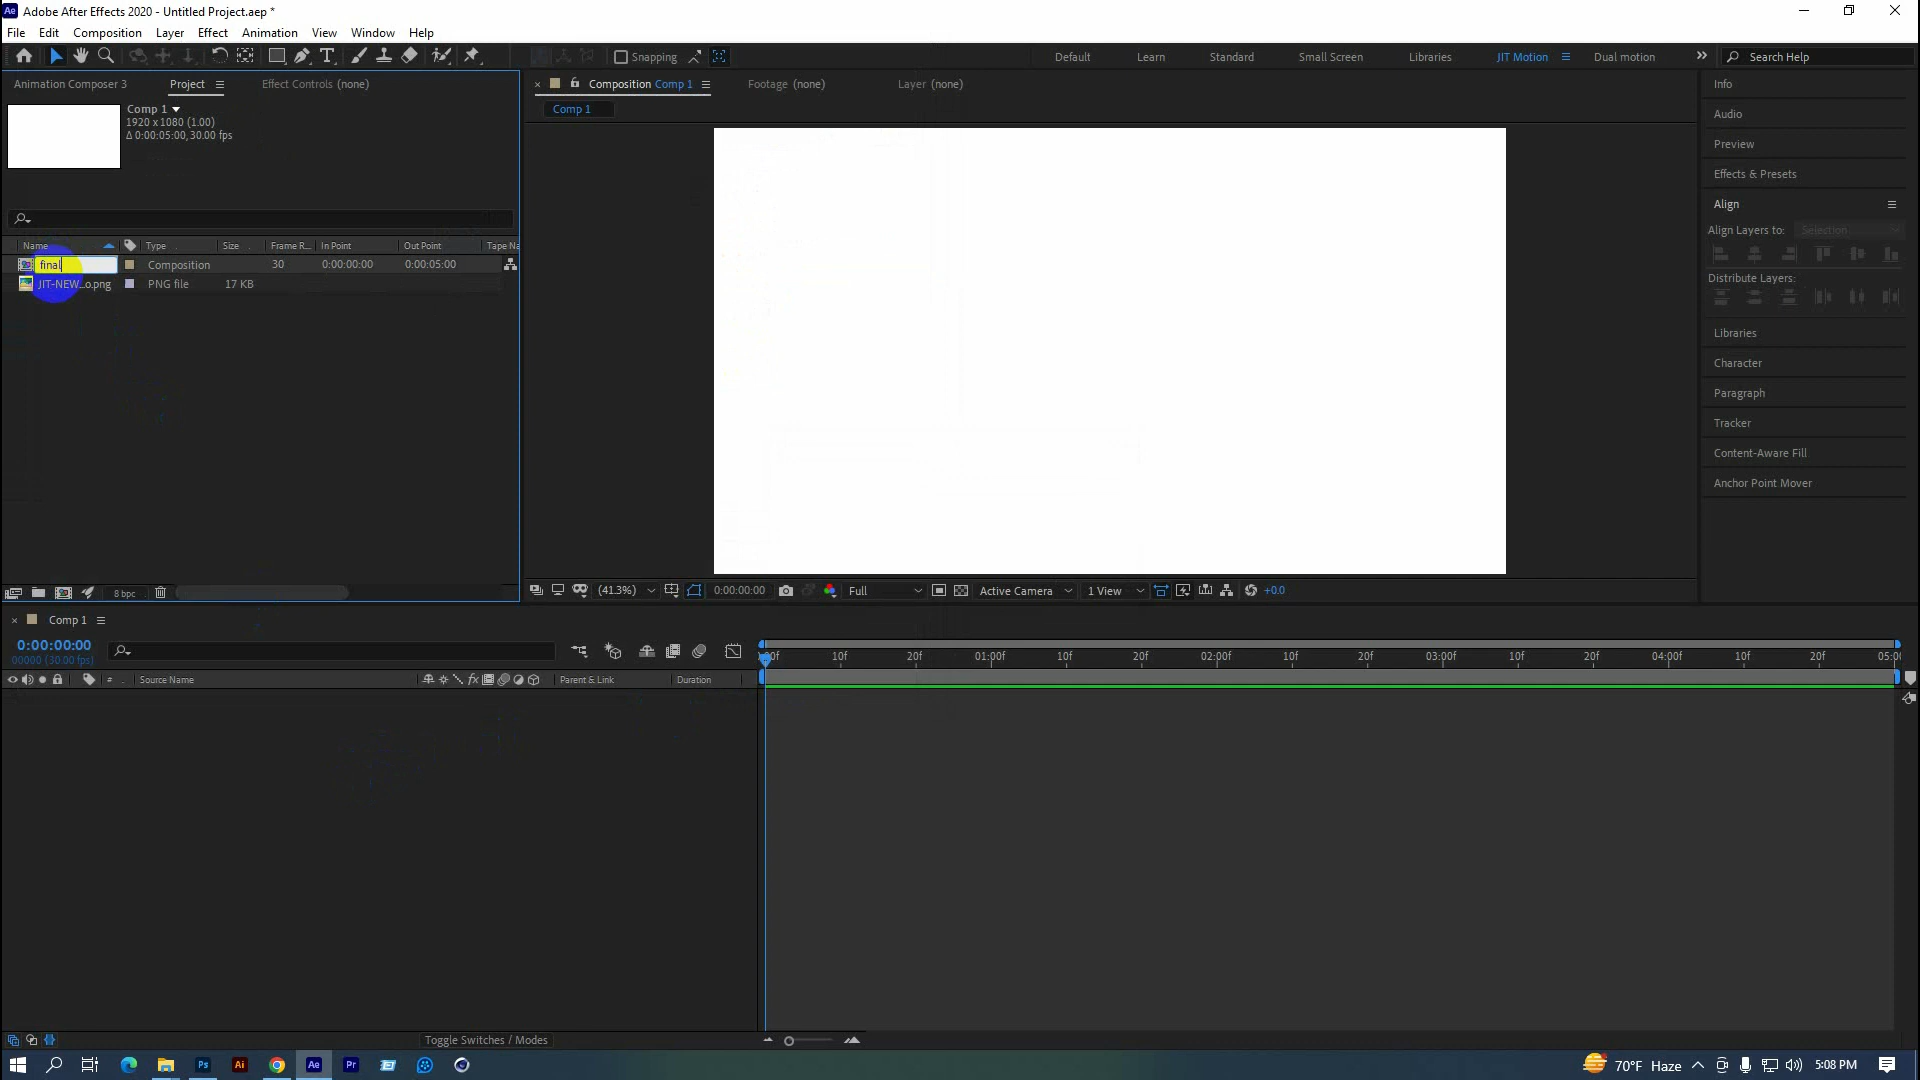 Ae Adobe After Effects 2020 - Untitled Project.aep *
File Edit Composition Layer Effect Animation View Window Help
Snapping
Default Learn Standard Small Screen Libraries JIT Motion Dual motion
Search Help
Animation Composer 3 Project Effect Controls (none)
Composition Comp 1 Footage (none) Layer (none)
Comp 1
Comp 1
1920 x 1080 (1.00)
Δ 0:00:05:00, 30.00 fps
Name Type Size Frame R... In Point Out Point Tape Na
final Composition 30 0:00:00:00 0:00:05:00
JIT-NEW...o.png PNG file 17 KB
8 bpc
(41.3%) 0:00:00:00 Full Active Camera 1 View +0.0
Info
Audio
Preview
Effects & Presets
Align
Align Layers to: Selection
Distribute Layers:
Libraries
Character
Paragraph
Tracker
Content-Aware Fill
Anchor Point Mover
Comp 1
0:00:00:00
00000 (30.00 fps)
# Source Name fx Parent & Link Duration
10f 20f 01:00f 10f 20f 02:00f 10f 20f 03:00f 10f 20f 04:00f 10f 20f 05:00
Toggle Switches / Modes
Ps Ai Ae Pr
70°F Haze 5:08 PM